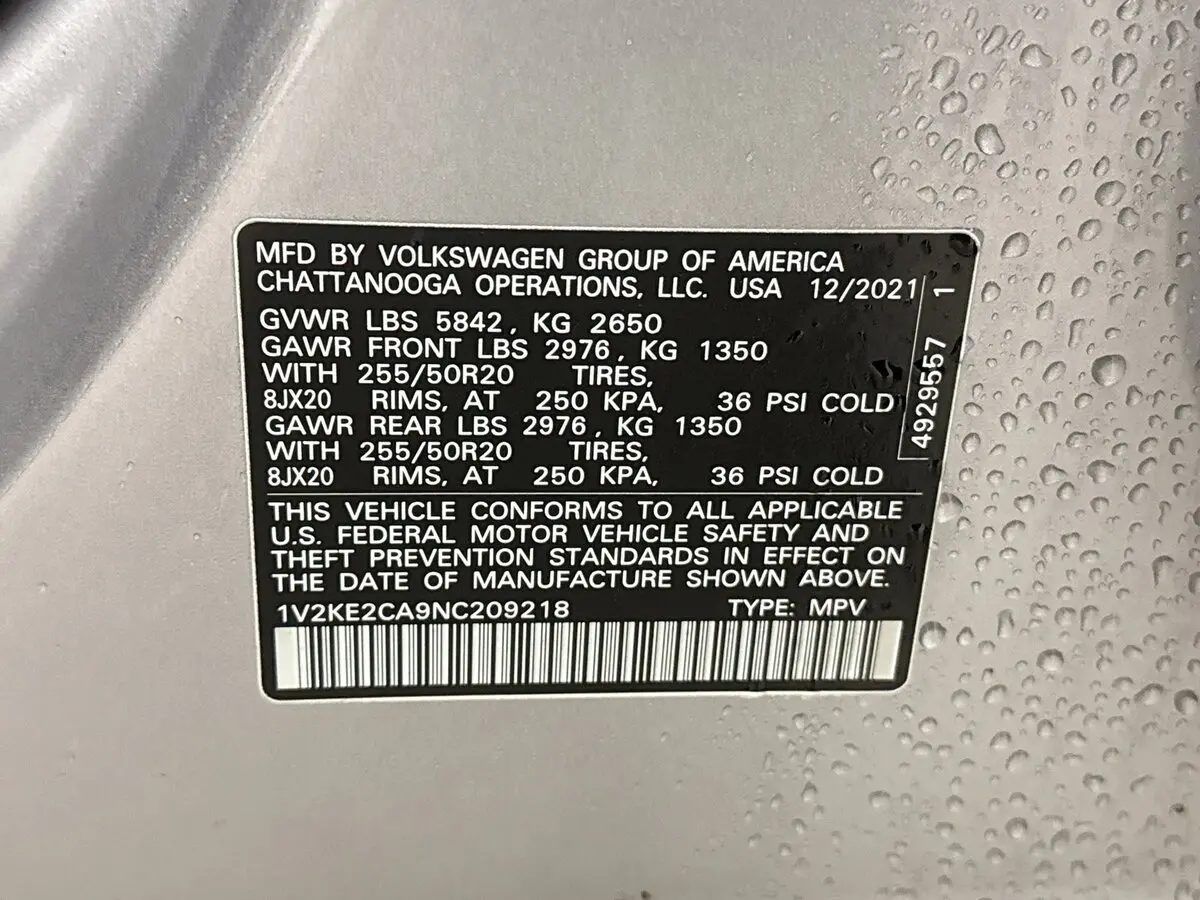 MFD BY VOLKSWAGEN GROUP OF AMERICA
CHATTANOOGA OPERATIONS, LLC. USA 12/2021
GVWR LBS 5842, KG 2650
GAWR FRONT LBS 2976, KG 1350
WITH 255/50R20 TIRES,
8JX20 RIMS, AT 250 KPA, 36 PSI COLD
GAWR REAR LBS 2976, KG 1350
WITH 255/50R20 TIRES,
8JX20 RIMS, AT 250 KPA, 36 PSI COLD
THIS VEHICLE CONFORMS TO ALL APPLICABLE
U.S. FEDERAL MOTOR VEHICLE SAFETY AND
THEFT PREVENTION STANDARDS IN EFFECT ON
THE DATE OF MANUFACTURE SHOWN ABOVE.
1V2KE2CA9NC209218 TYPE: MPV
4929557 1